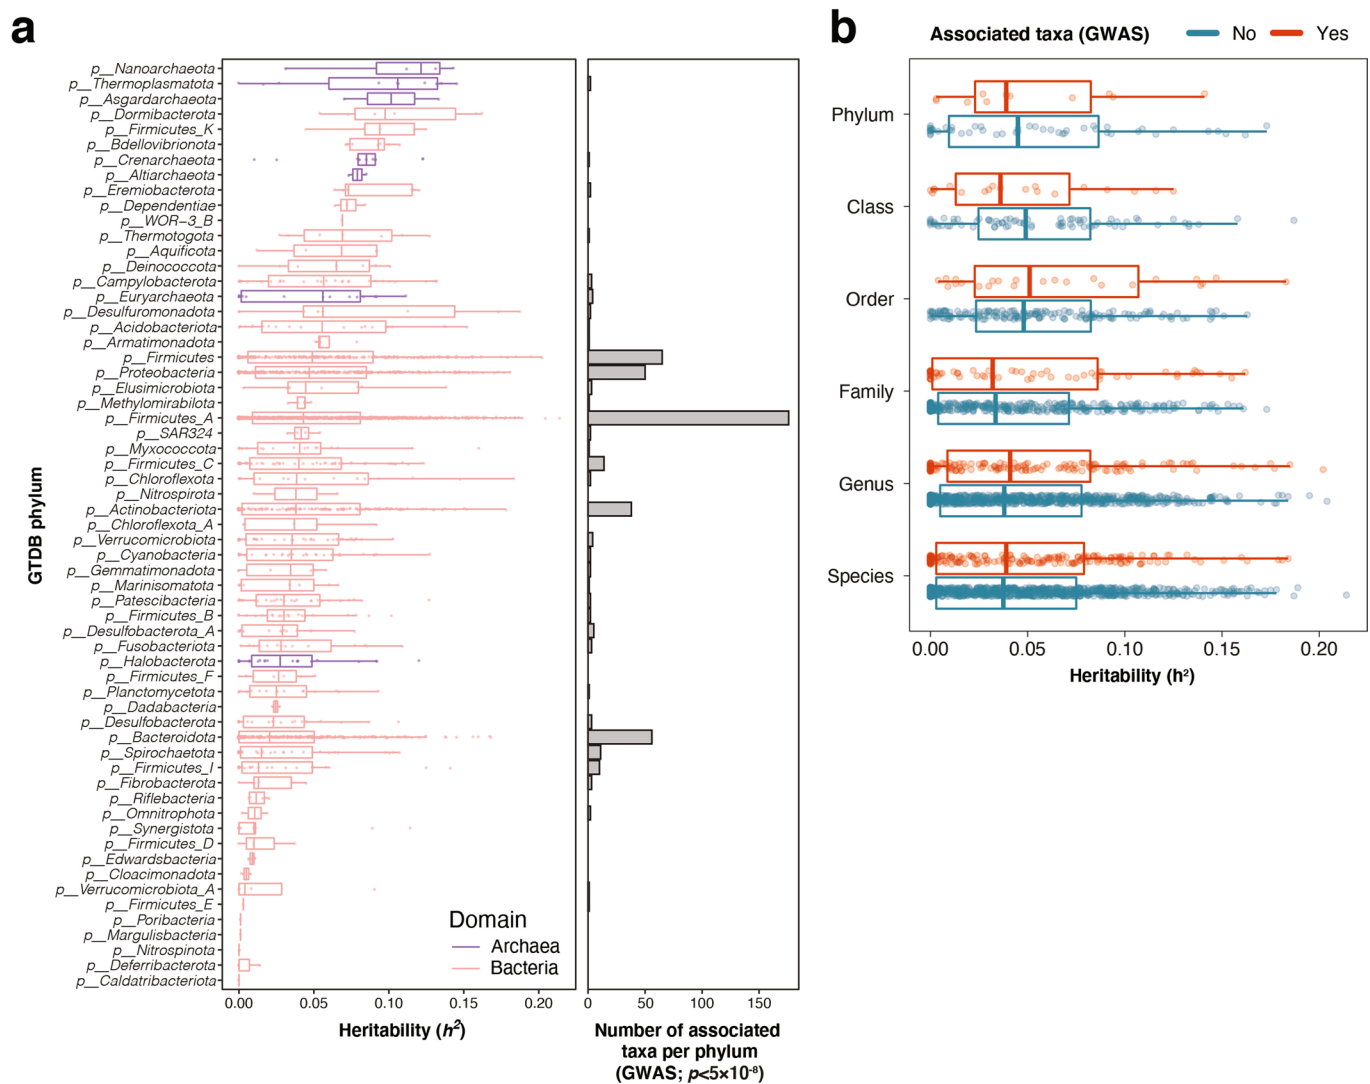 a
GTDB phylum
p__Nanoarchaeota
p__Thermoplasmatota
p__Asgardarchaeota
p__Dormibacterota
p__Firmicutes_K
p__Bdellovibrionota
p__Crenarchaeota
p__Altiarchaeota
p__Eremiobacterota
p__Dependentiae
p__WOR−3_B
p__Thermotogota
p__Aquificota
p__Deinococcota
p__Campylobacterota
p__Euryarchaeota
p__Desulfuromonadota
p__Acidobacteriota
p__Armatimonadota
p__Firmicutes
p__Proteobacteria
p__Elusimicrobiota
p__Methylomirabilota
p__Firmicutes_A
p__SAR324
p__Myxococcota
p__Firmicutes_C
p__Chloroflexota
p__Nitrospirota
p__Actinobacteriota
p__Chloroflexota_A
p__Verrucomicrobiota
p__Cyanobacteria
p__Gemmatimonadota
p__Marinisomatota
p__Patescibacteria
p__Firmicutes_B
p__Desulfobacterota_A
p__Fusobacteriota
p__Halobacterota
p__Firmicutes_F
p__Planctomycetota
p__Dadabacteria
p__Desulfobacterota
p__Bacteroidota
p__Spirochaetota
p__Firmicutes_I
p__Fibrobacterota
p__Riflebacteria
p__Omnitrophota
p__Synergistota
p__Firmicutes_D
p__Edwardsbacteria
p__Cloacimonadota
p__Verrucomicrobiota_A
p__Firmicutes_E
p__Poribacteria
p__Margulisbacteria
p__Nitrospinota
p__Deferribacterota
p__Caldatribacteriota
Domain
Archaea
Bacteria
0.00 0.05 0.10 0.15 0.20
Heritability (h²)
0 50 100 150
Number of associated
taxa per phylum
(GWAS; p<5×10⁻⁸)
b
Associated taxa (GWAS) No Yes
Phylum
Class
Order
Family
Genus
Species
0.00 0.05 0.10 0.15 0.20
Heritability (h²)